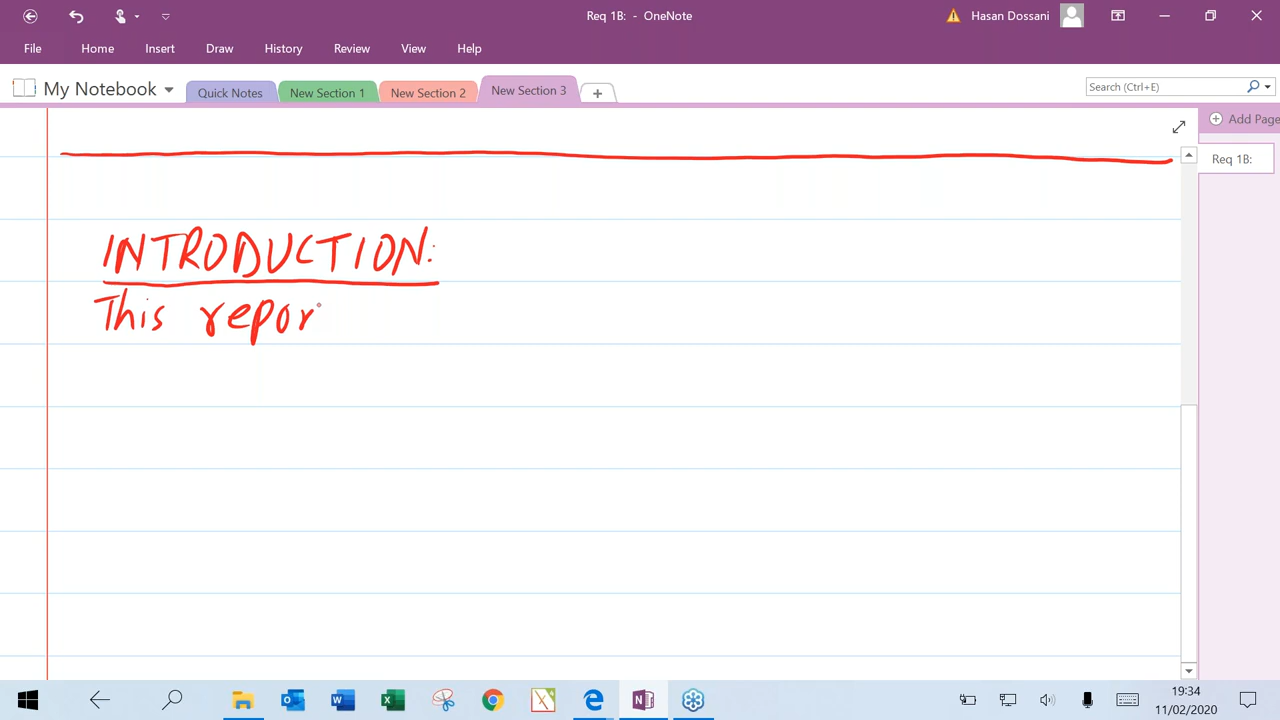 Req 1B: - OneNote
Hasan Dossani
File Home Insert Draw History Review View Help
My Notebook Quick Notes New Section 1 New Section 2 New Section 3
Search (Ctrl+E)
Add Page
Req 1B:
INTRODUCTION:
This repor
19:34
11/02/2020